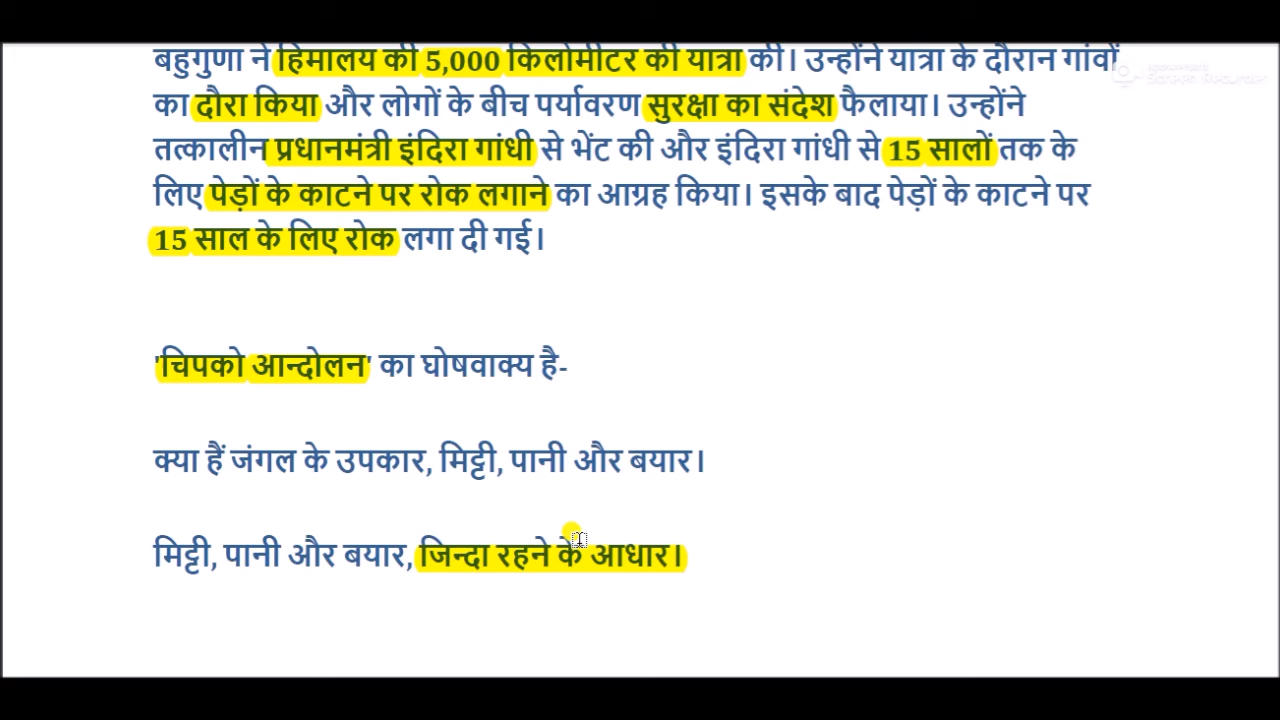 बहुगुणा ने हिमालय की 5,000 किलोमीटर की यात्रा की। उन्होंने यात्रा के दौरान गांवों
का दौरा किया और लोगों के बीच पर्यावरण सुरक्षा का संदेश फैलाया। उन्होंने
तत्कालीन प्रधानमंत्री इंदिरा गांधी से भेंट की और इंदिरा गांधी से 15 सालों तक के
लिए पेड़ों के काटने पर रोक लगाने का आग्रह किया। इसके बाद पेड़ों के काटने पर
15 साल के लिए रोक लगा दी गई।
'चिपको आन्दोलन' का घोषवाक्य है-
क्या हैं जंगल के उपकार, मिट्टी, पानी और बयार।
मिट्टी, पानी और बयार, जिन्दा रहने के आधार।